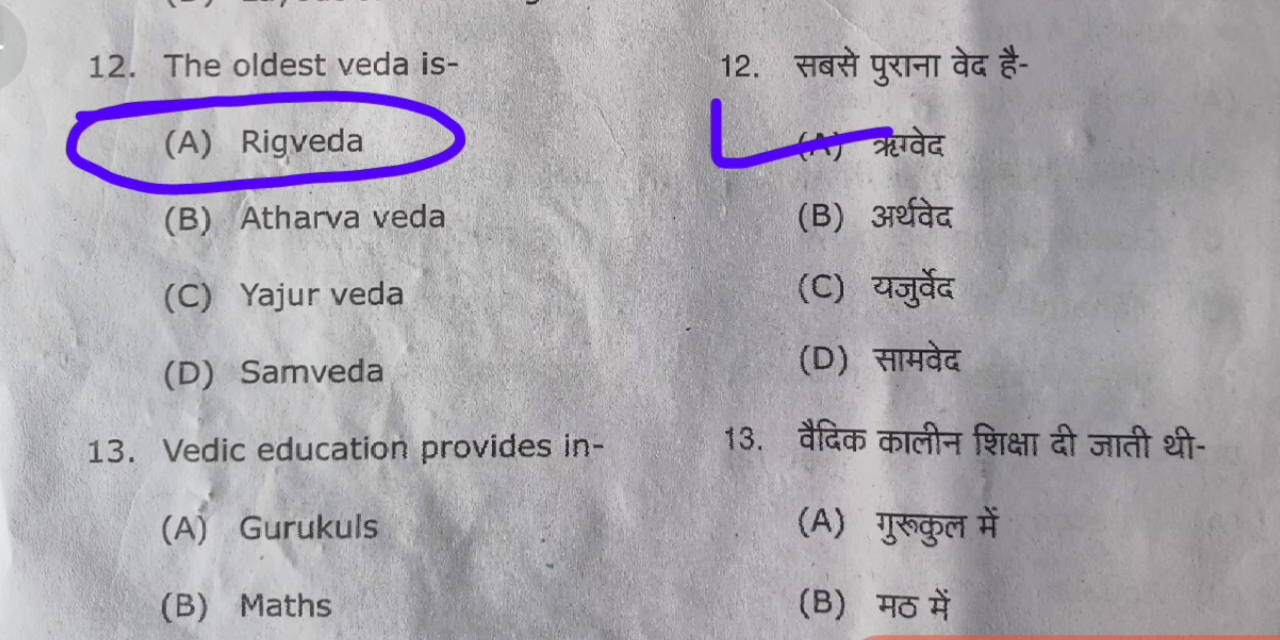 12. The oldest veda is-
(A) Rigveda
(B) Atharva veda
(C) Yajur veda
(D) Samveda
13. Vedic education provides in-
(A) Gurukuls
(B) Maths
12. सबसे पुराना वेद है-
(A) ऋग्वेद
(B) अर्थवेद
(C) यजुर्वेद
(D) सामवेद
13. वैदिक कालीन शिक्षा दी जाती थी-
(A) गुरूकुल में
(B) मठ में